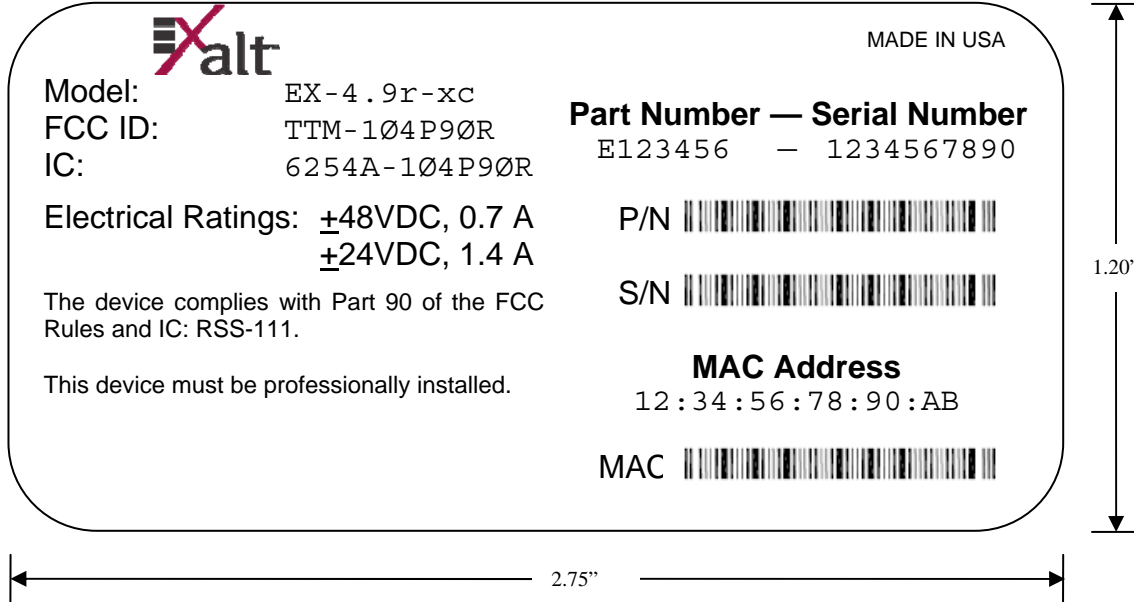 EXalt
MADE IN USA
Model: EX-4.9r-xc
FCC ID: TTM-1Ø4P9ØR
IC: 6254A-1Ø4P9ØR
Electrical Ratings: ±48VDC, 0.7 A
±24VDC, 1.4 A
The device complies with Part 90 of the FCC
Rules and IC: RSS-111.
This device must be professionally installed.
Part Number — Serial Number
E123456 – 1234567890
P/N
S/N
MAC Address
12:34:56:78:90:AB
MAC
1.20”
2.75”